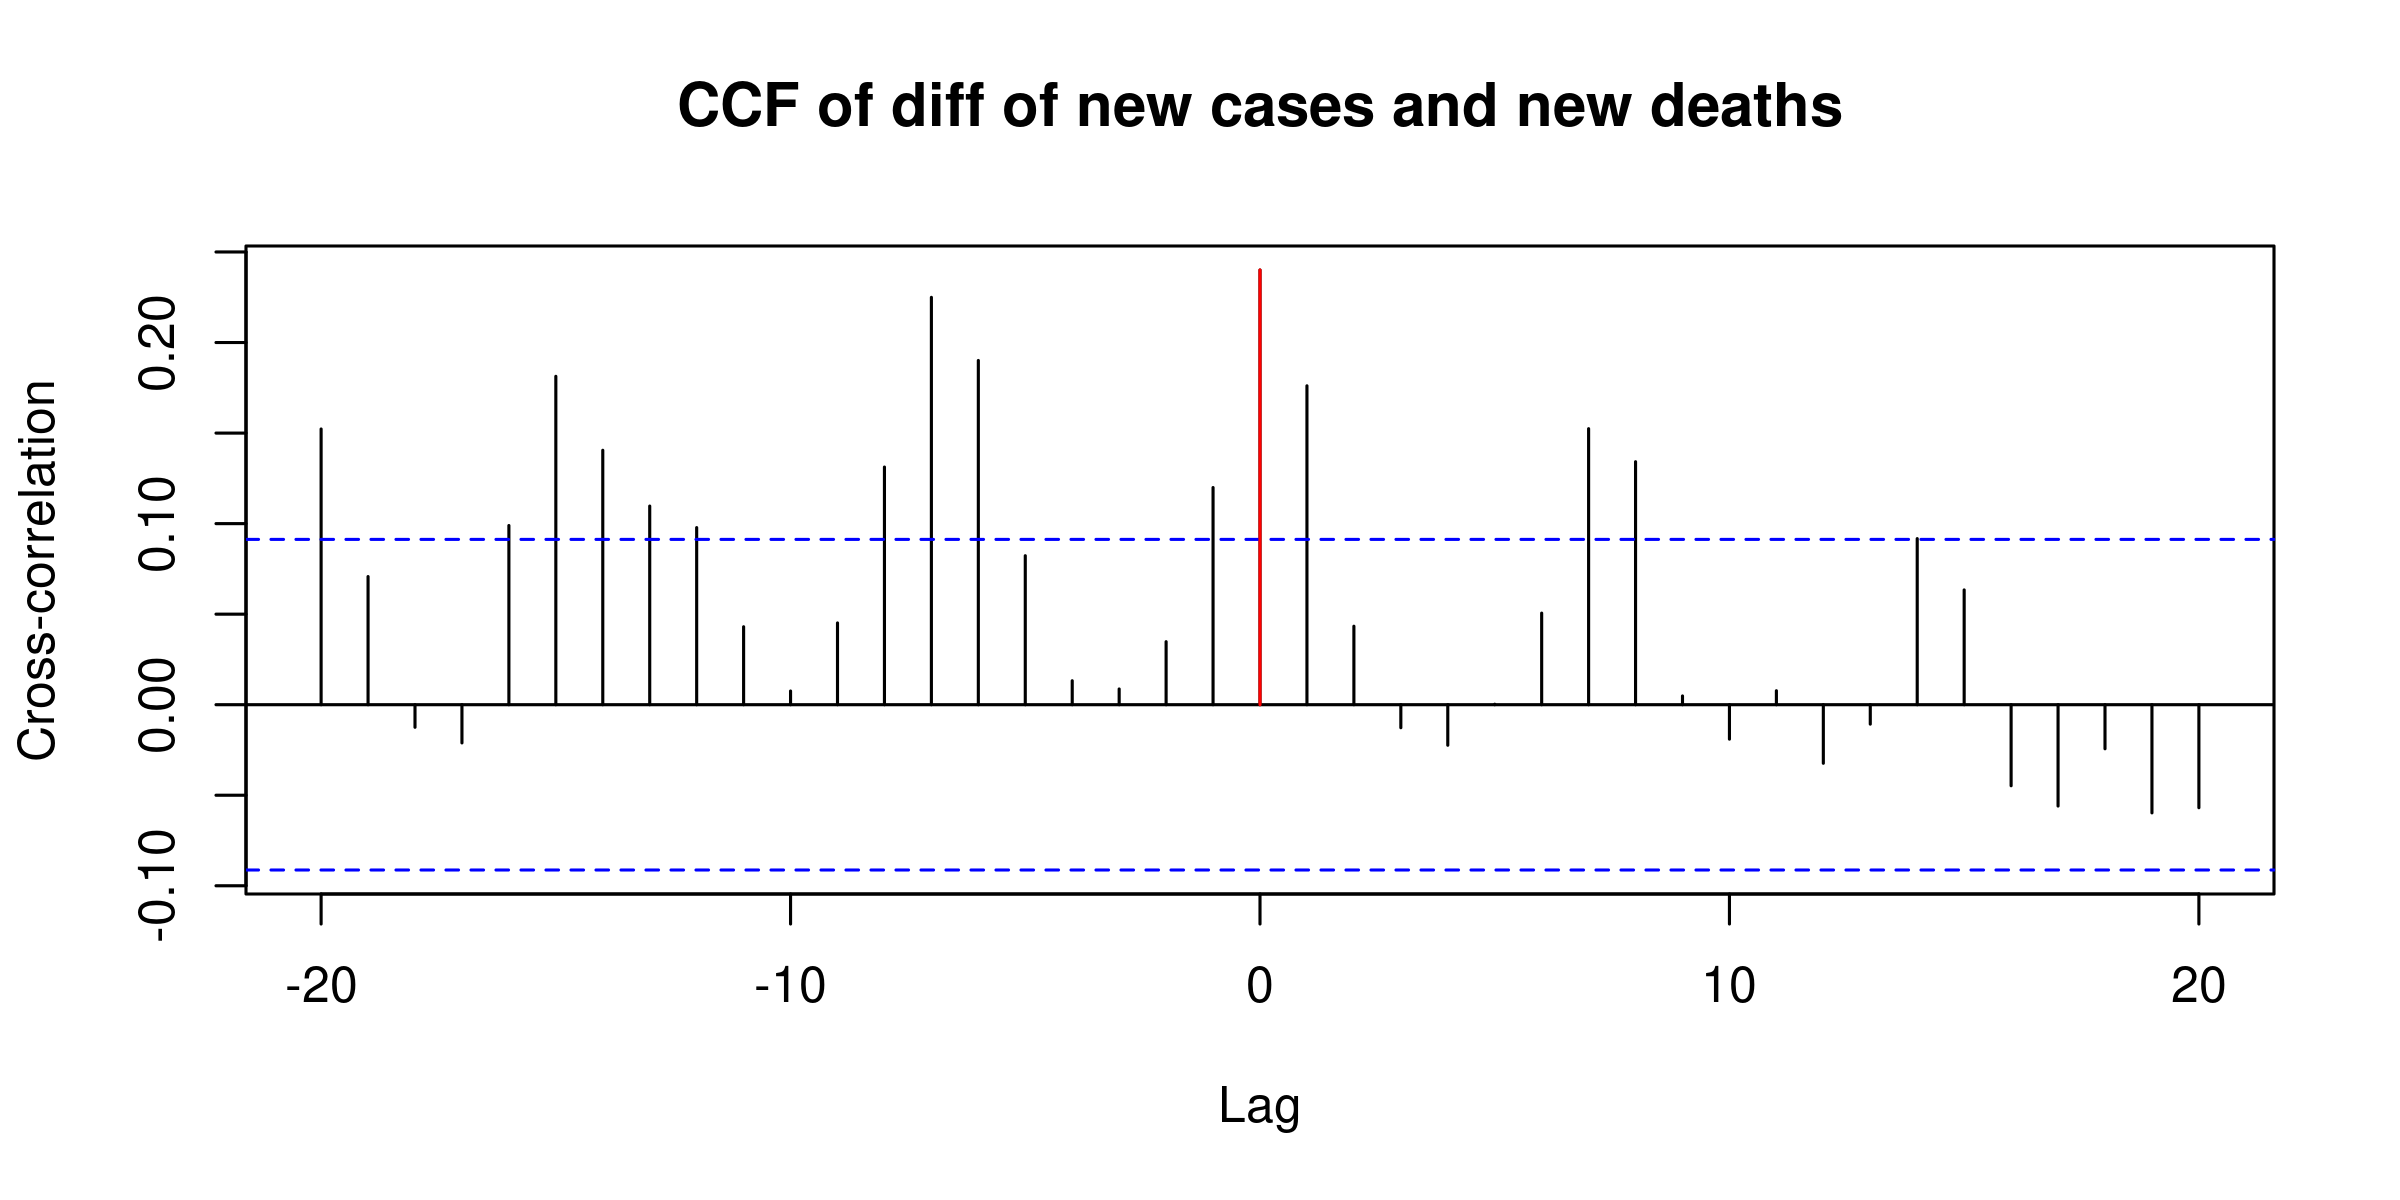 CCF of diff of new cases and new deaths
Cross-correlation
0.20
0.10
0.00
-0.10
-20 -10 0 10 20
Lag